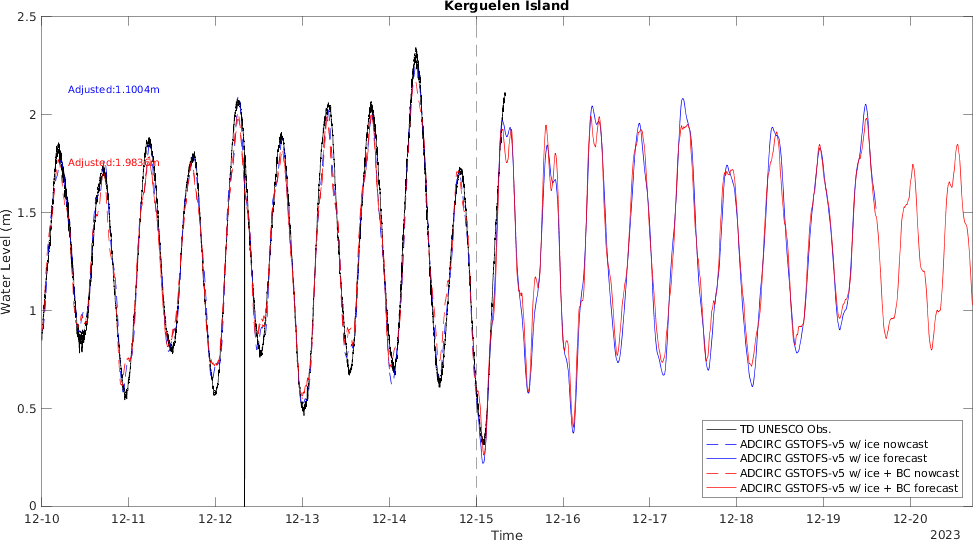 Kerguelen Island
2.5
2
1.5
1
0.5
0
Water Level (m)
Adjusted:1.1004m
12-10
12-11
12-12
12-13
12-14
12-15
12-16
12-17
12-18
12-19
12-20
Time
2023
TD UNESCO Obs.
ADCIRC GSTOFS-v5 w/ ice nowcast
ADCIRC GSTOFS-v5 w/ ice forecast
ADCIRC GSTOFS-v5 w/ ice + BC nowcast
ADCIRC GSTOFS-v5 w/ ice + BC forecast